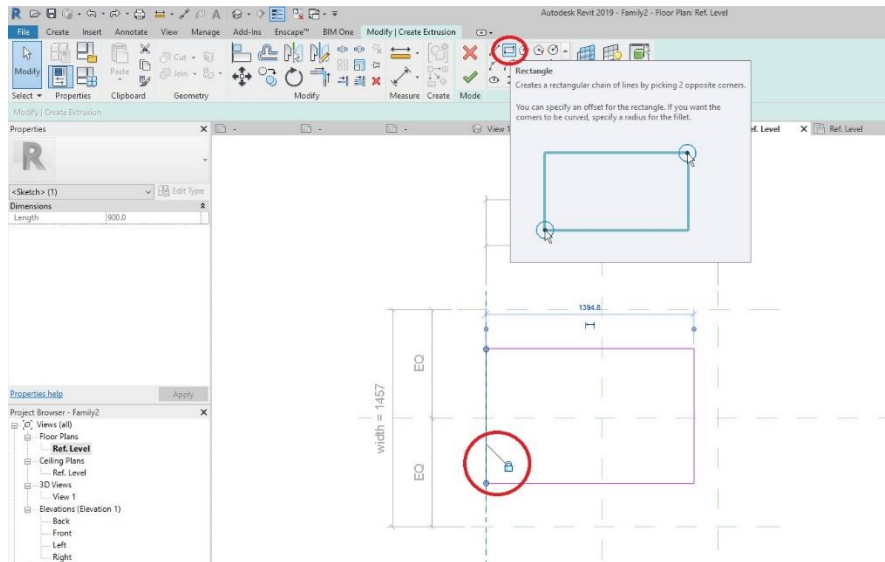 Autodesk Revit 2019 - Family2 - Floor Plan: Ref. Level
File Create Insert Annotate View Manage Add-Ins Enscape™ BIM One Modify | Create Extrusion
Modify
Paste
Cut
Join
Select Properties Clipboard Geometry Modify Measure Create Mode
Modify | Create Extrusion
Rectangle
Creates a rectangular chain of lines by picking 2 opposite corners.
You can specify an offset for the rectangle. If you want the
corners to be curved, specify a radius for the fillet.
Properties
- - - View 1 ef. Level Ref. Level
R
<Sketch> (1) Edit Type
Dimensions
Length 900.0
1394.8
EQ
width = 1457
EQ
Properties help Apply
Project Browser - Family2
Views (all)
Floor Plans
Ref. Level
Ceiling Plans
Ref. Level
3D Views
View 1
Elevations (Elevation 1)
Back
Front
Left
Right